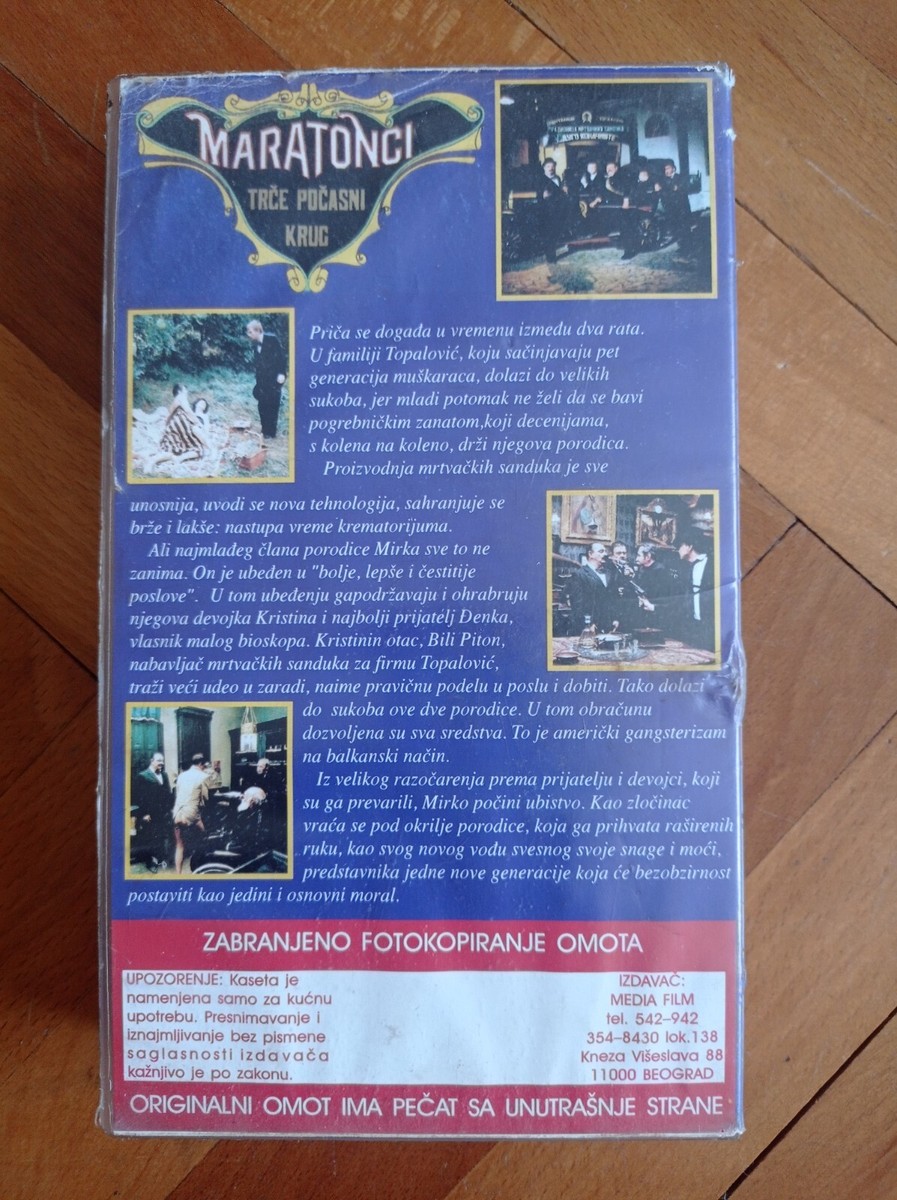 MARATONCI
TRČE POČASNI
KRUG
Priča se događa u vremenu između dva rata.
U familiji Topalović, koju sačinjavaju pet
generacija muškaraca, dolazi do velikih
sukoba, jer mladi potomak ne želi da se bavi
pogrebničkim zanatom,koji decenijama,
s kolena na koleno, drži njegova porodica.
Proizvodnja mrtvačkih sanduka je sve
unosnija, uvodi se nova tehnologija, sahranjuje se
brže i lakše: nastupa vreme krematorijuma.
Ali najmlađeg člana porodice Mirka sve to ne
zanima. On je ubeđen u "bolje, lepše i čestitije
poslove". U tom ubeđenju gapodržavaju i ohrabruju
njegova devojka Kristina i najbolji prijatélj Đenka,
vlasnik malog bioskopa. Kristinin otac, Bili Piton,
nabavljač mrtvačkih sanduka za firmu Topalović,
traži veći udeo u zaradi, naime pravičnu podelu u poslu i dobiti. Tako dolazi
do sukoba ove dve porodice. U tom obračunu
dozvoljena su sva sredstva. To je američki gangsterizam
na balkanski način.
Iz velikog razočarenja prema prijatelju i devojci, koji
su ga prevarili, Mirko počini ubistvo. Kao zločinac
vraća se pod okrilje porodice, koja ga prihvata raširenih
ruku, kao svog novog vođu svesnog svoje snage i moći,
predstavnika jedne nove generacije koja će bezobzirnost
postaviti kao jedini i osnovni moral.
ZABRANJENO FOTOKOPIRANJE OMOTA
UPOZORENJE: Kaseta je
namenjena samo za kućnu
upotrebu. Presnimavanje i
iznajmljivanje bez pismene
saglasnosti izdavača
kažnjivo je po zakonu.
IZDAVAČ:
MEDIA FILM
tel. 542-942
354-8430 lok.138
Kneza Višeslava 88
11000 BEOGRAD
ORIGINALNI OMOT IMA PEČAT SA UNUTRAŠNJE STRANE